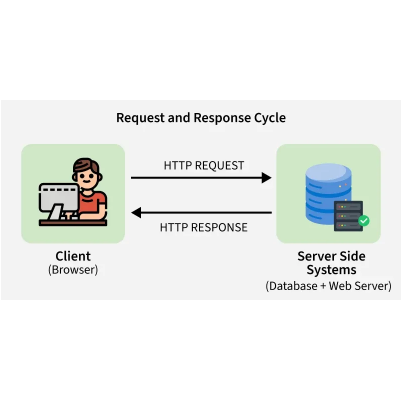 Request and Response Cycle
HTTP REQUEST
HTTP RESPONSE
Client
(Browser)
Server Side
Systems
(Database + Web Server)